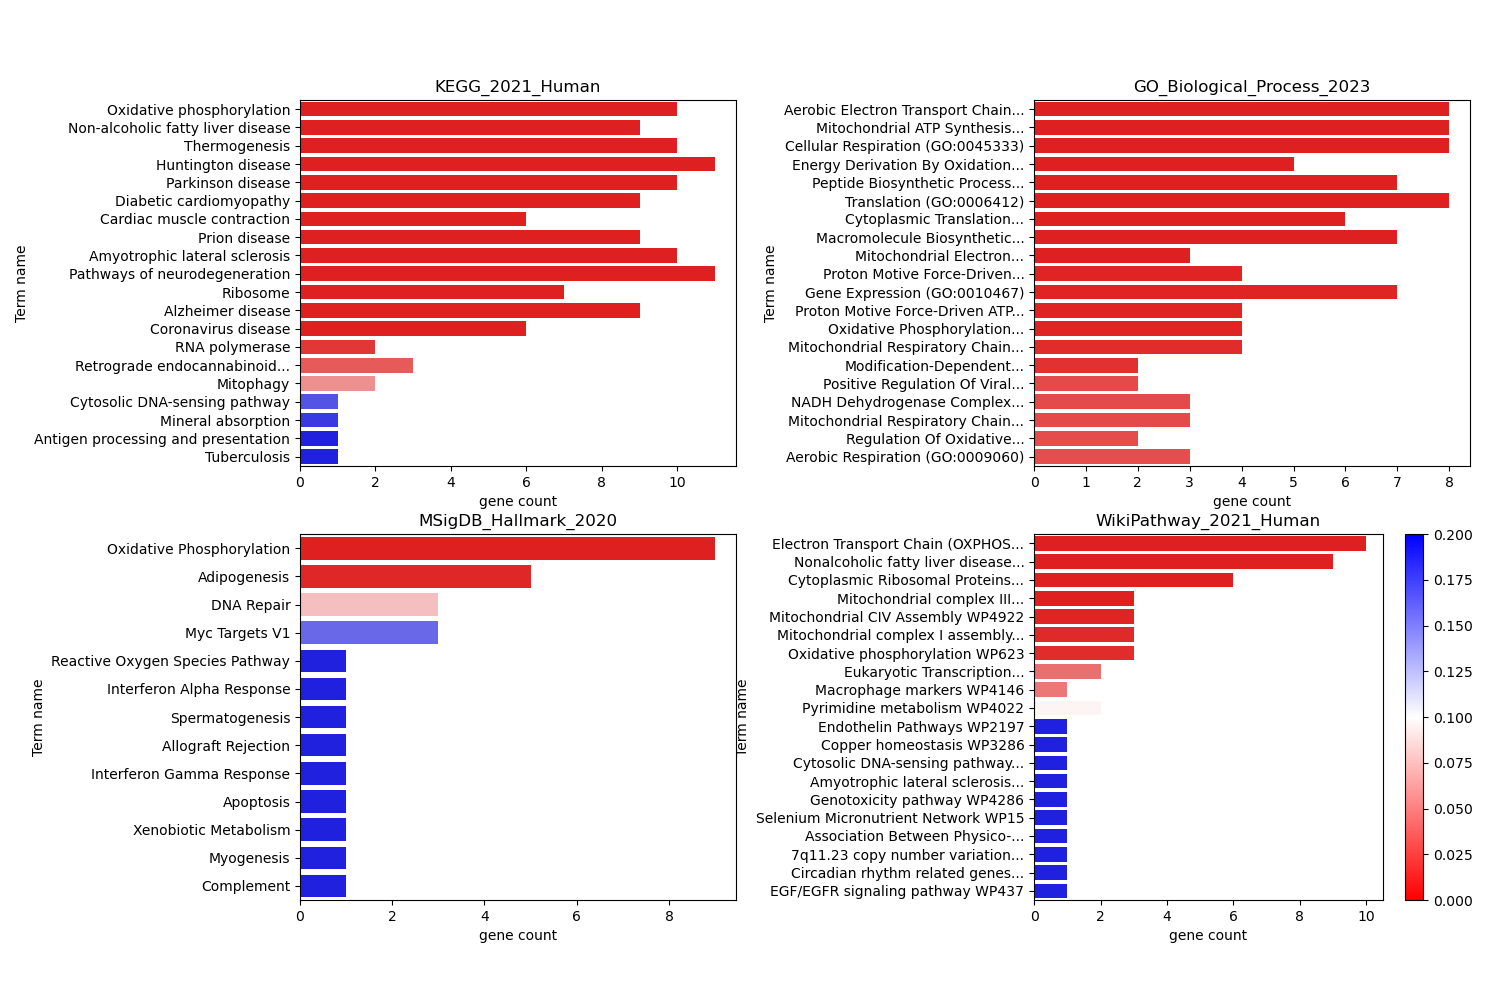 KEGG_2021_Human
Term name
Oxidative phosphorylation
Non-alcoholic fatty liver disease
Thermogenesis
Huntington disease
Parkinson disease
Diabetic cardiomyopathy
Cardiac muscle contraction
Prion disease
Amyotrophic lateral sclerosis
Pathways of neurodegeneration
Ribosome
Alzheimer disease
Coronavirus disease
RNA polymerase
Retrograde endocannabinoid...
Mitophagy
Cytosolic DNA-sensing pathway
Mineral absorption
Antigen processing and presentation
Tuberculosis
0 2 4 6 8 10
gene count
GO_Biological_Process_2023
Term name
Aerobic Electron Transport Chain...
Mitochondrial ATP Synthesis...
Cellular Respiration (GO:0045333)
Energy Derivation By Oxidation...
Peptide Biosynthetic Process...
Translation (GO:0006412)
Cytoplasmic Translation...
Macromolecule Biosynthetic...
Mitochondrial Electron...
Proton Motive Force-Driven...
Gene Expression (GO:0010467)
Proton Motive Force-Driven ATP...
Oxidative Phosphorylation...
Mitochondrial Respiratory Chain...
Modification-Dependent...
Positive Regulation Of Viral...
NADH Dehydrogenase Complex...
Mitochondrial Respiratory Chain...
Regulation Of Oxidative...
Aerobic Respiration (GO:0009060)
0 1 2 3 4 5 6 7 8
gene count
MSigDB_Hallmark_2020
Term name
Oxidative Phosphorylation
Adipogenesis
DNA Repair
Myc Targets V1
Reactive Oxygen Species Pathway
Interferon Alpha Response
Spermatogenesis
Allograft Rejection
Interferon Gamma Response
Apoptosis
Xenobiotic Metabolism
Myogenesis
Complement
0 2 4 6 8
gene count
WikiPathway_2021_Human
Term name
Electron Transport Chain (OXPHOS...
Nonalcoholic fatty liver disease...
Cytoplasmic Ribosomal Proteins...
Mitochondrial complex III...
Mitochondrial CIV Assembly WP4922
Mitochondrial complex I assembly...
Oxidative phosphorylation WP623
Eukaryotic Transcription...
Macrophage markers WP4146
Pyrimidine metabolism WP4022
Endothelin Pathways WP2197
Copper homeostasis WP3286
Cytosolic DNA-sensing pathway...
Amyotrophic lateral sclerosis...
Genotoxicity pathway WP4286
Selenium Micronutrient Network WP15
Association Between Physico-...
7q11.23 copy number variation...
Circadian rhythm related genes...
EGF/EGFR signaling pathway WP437
0 2 4 6 8 10
gene count
0.200
0.175
0.150
0.125
0.100
0.075
0.050
0.025
0.000